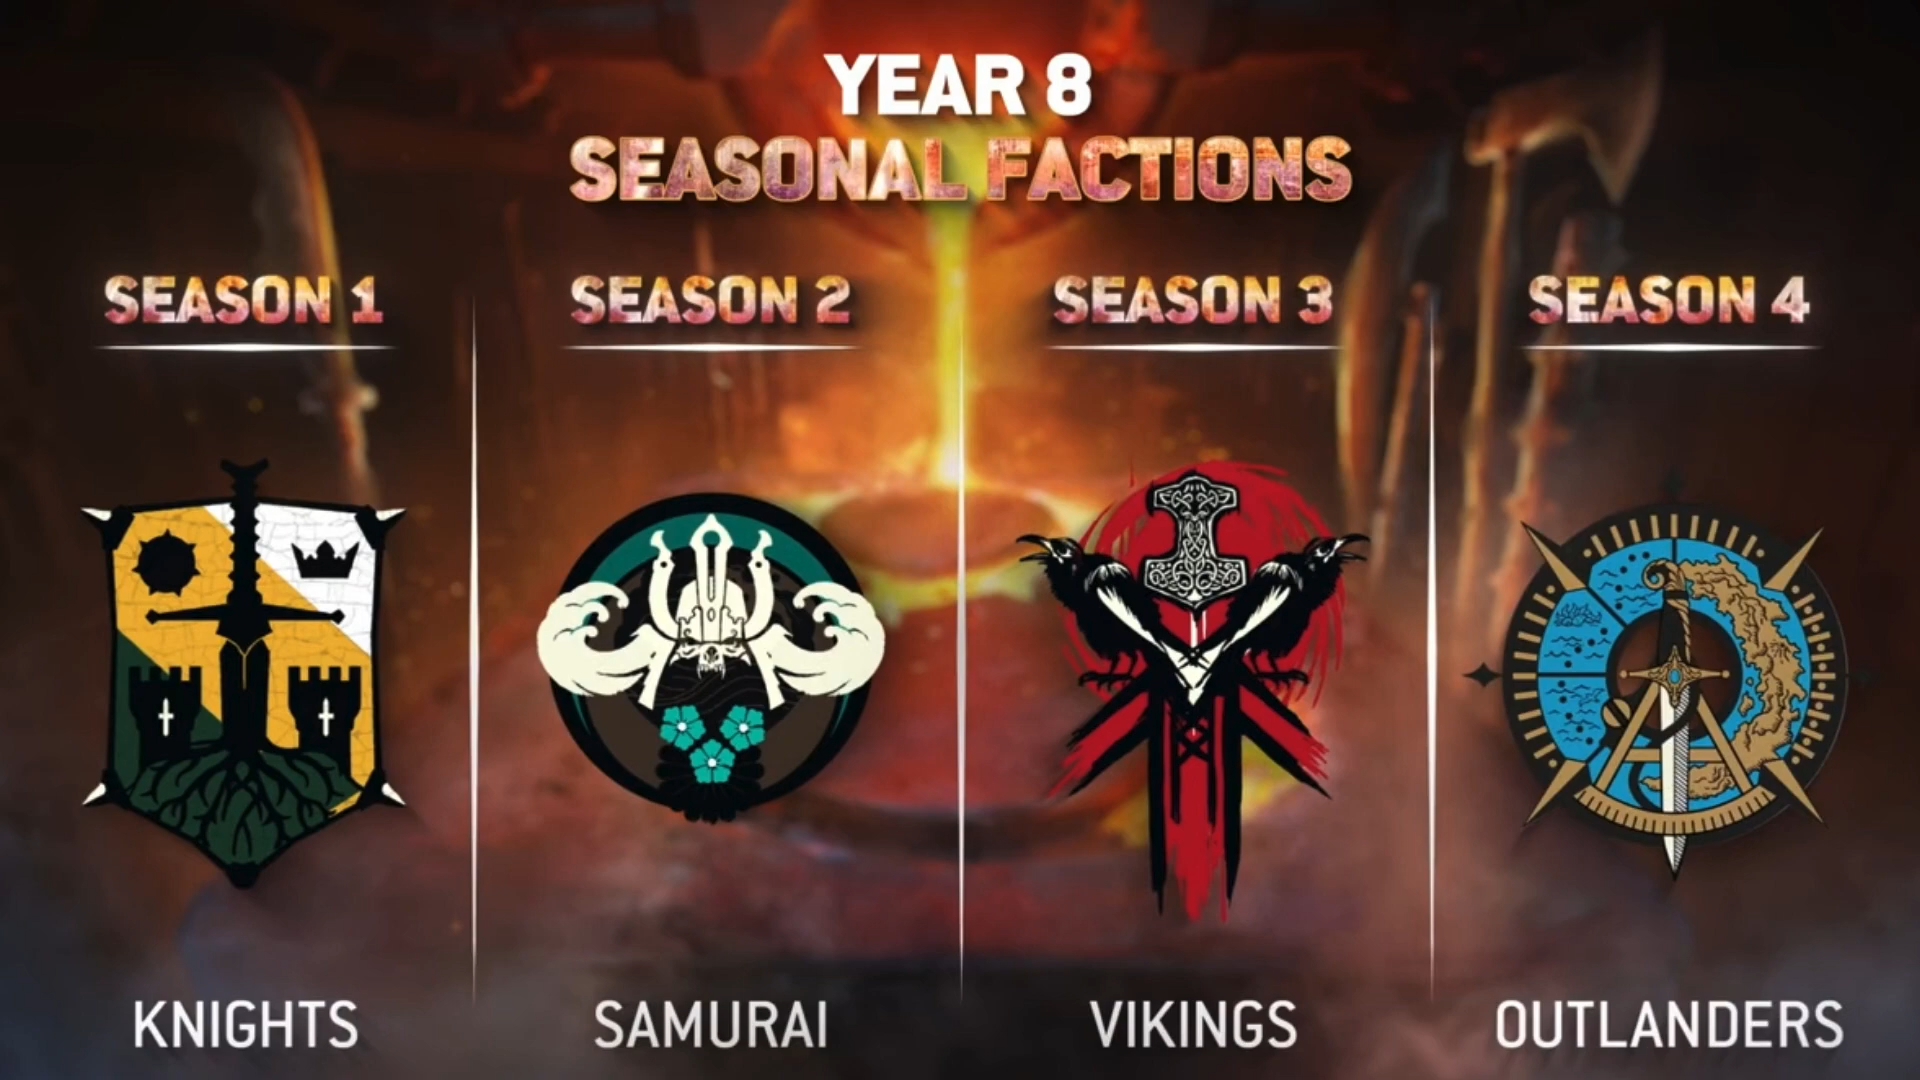 YEAR 8
SEASONAL FACTIONS
SEASON 1
SEASON 2
SEASON 3
SEASON 4
KNIGHTS
SAMURAI
VIKINGS
OUTLANDERS